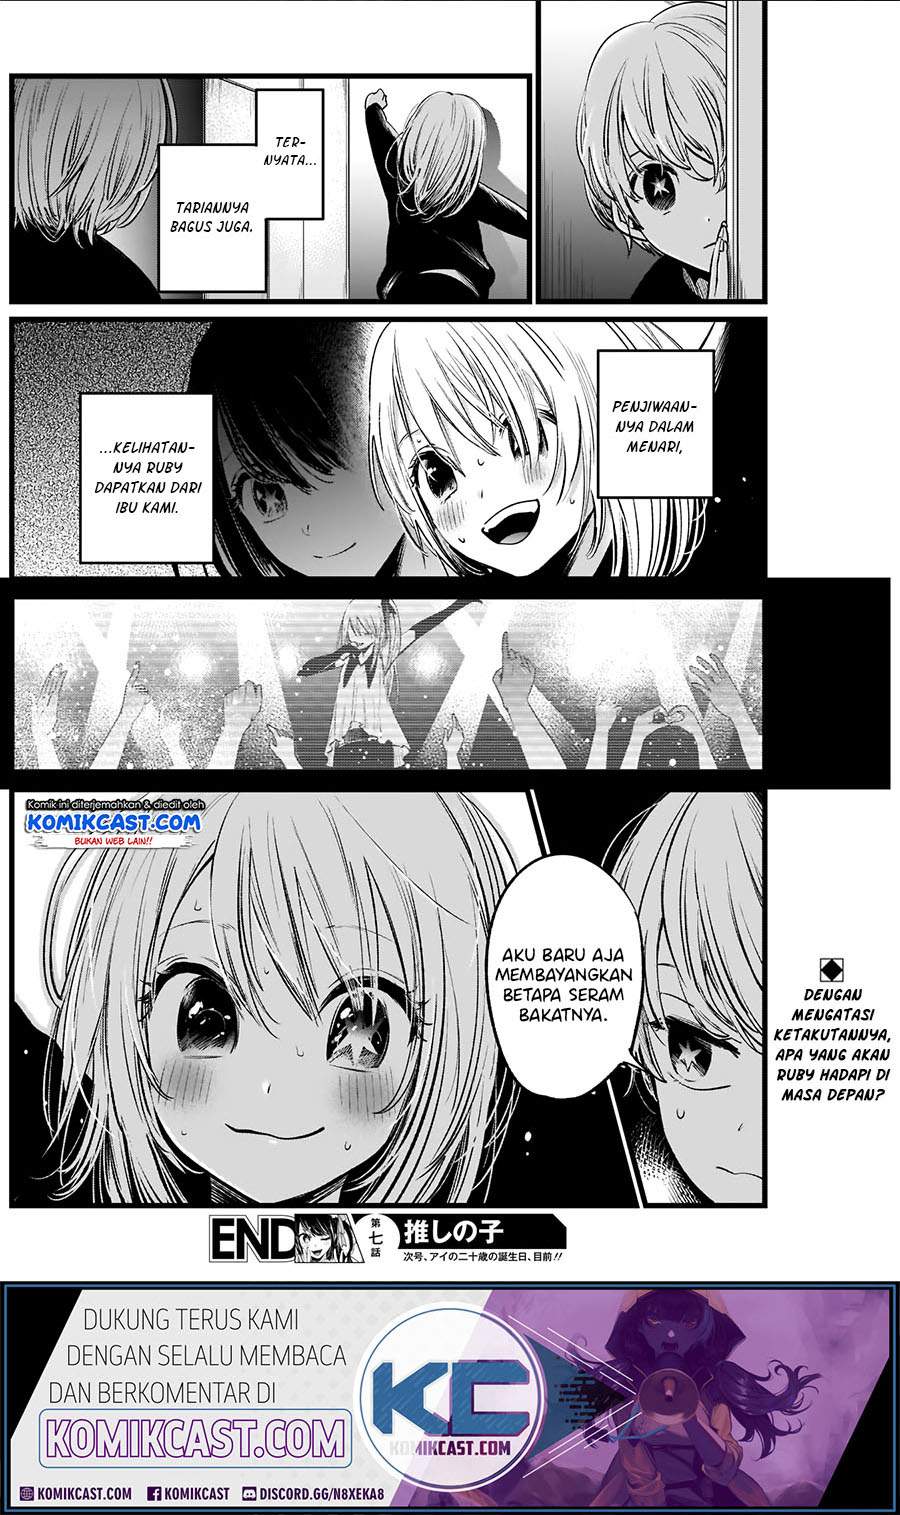 TER-
NYATA...
TARIANNYA
BAGUS JUGA.
PENJIWAAN-
NYA DALAM
MENARI,
...KELIHATAN-
NYA RUBY
DAPATKAN DARI
IBU KAMI.
Komik ini diterjemahkan & diedit oleh
KOMIKCAST.COM
BUKAN WEB LAIN!!
AKU BARU AJA
MEMBAYANGKAN
BETAPA SERAM
BAKATNYA.
DENGAN
MENGATASI
KETAKUTANNYA,
APA YANG AKAN
RUBY HADAPI DI
MASA DEPAN?
END
第七話
推しの子
次号、アイの二十歳の誕生日、目前!!
DUKUNG TERUS KAMI
DENGAN SELALU MEMBACA
DAN BERKOMENTAR DI
KOMIKCAST.COM
KC
KOMIKCAST.COM
KOMIKCAST.COM
KOMIKCAST
DISCORD.GG/N8XEKA8